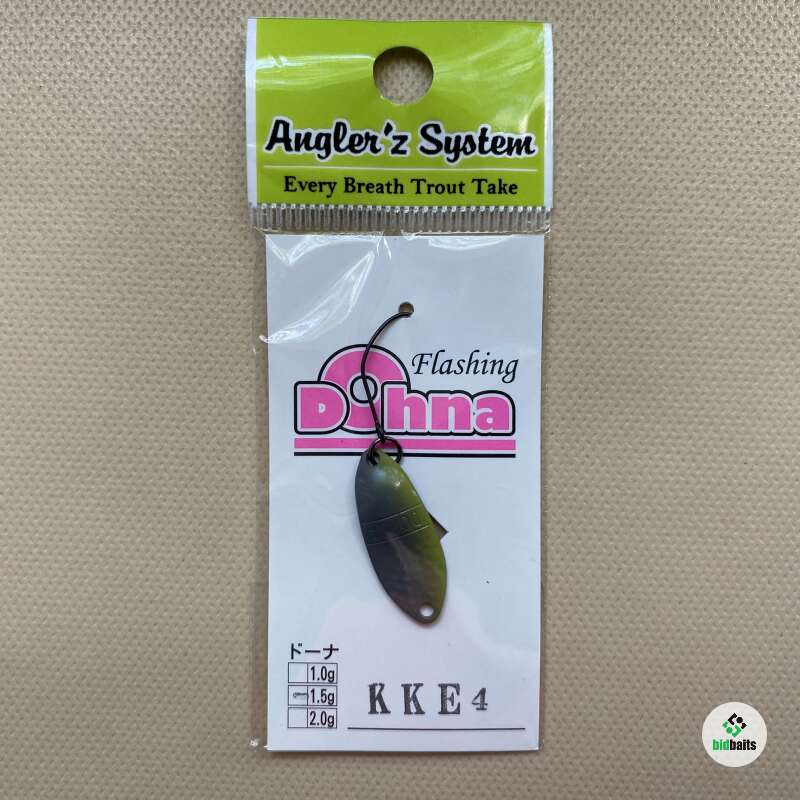 Angler'z System
Every Breath Trout Take
Flashing
Dohna
ドーナ
1.0g
1.5g
2.0g
KKE4
bidbaits